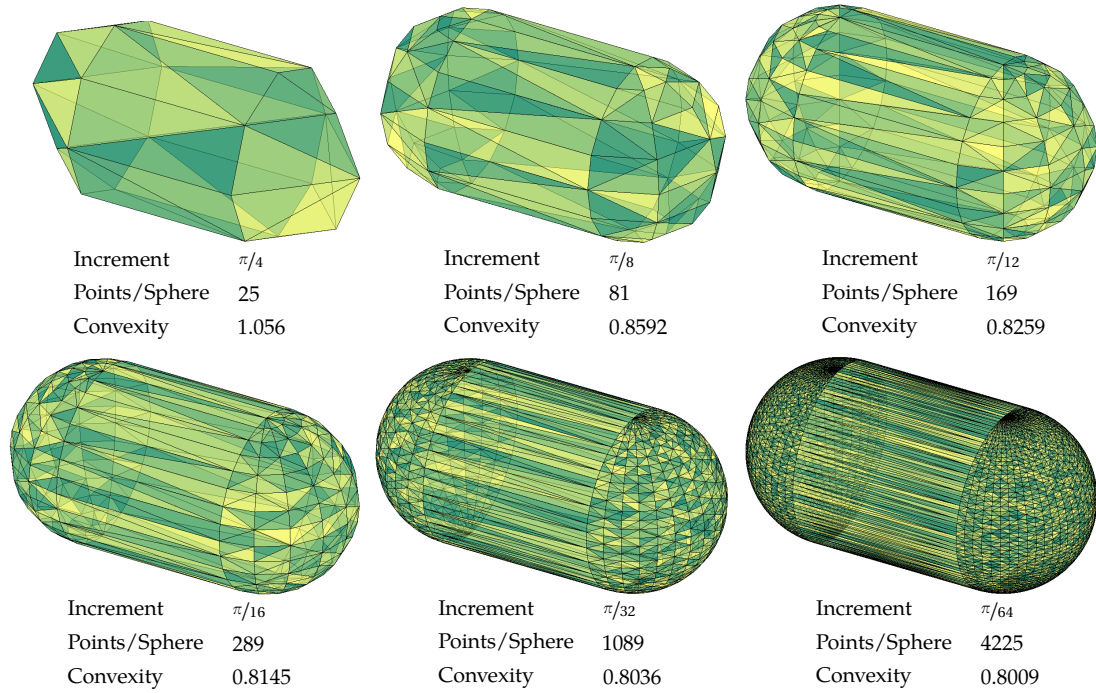 Increment π/4
Points/Sphere 25
Convexity 1.056
Increment π/8
Points/Sphere 81
Convexity 0.8592
Increment π/12
Points/Sphere 169
Convexity 0.8259
Increment π/16
Points/Sphere 289
Convexity 0.8145
Increment π/32
Points/Sphere 1089
Convexity 0.8036
Increment π/64
Points/Sphere 4225
Convexity 0.8009